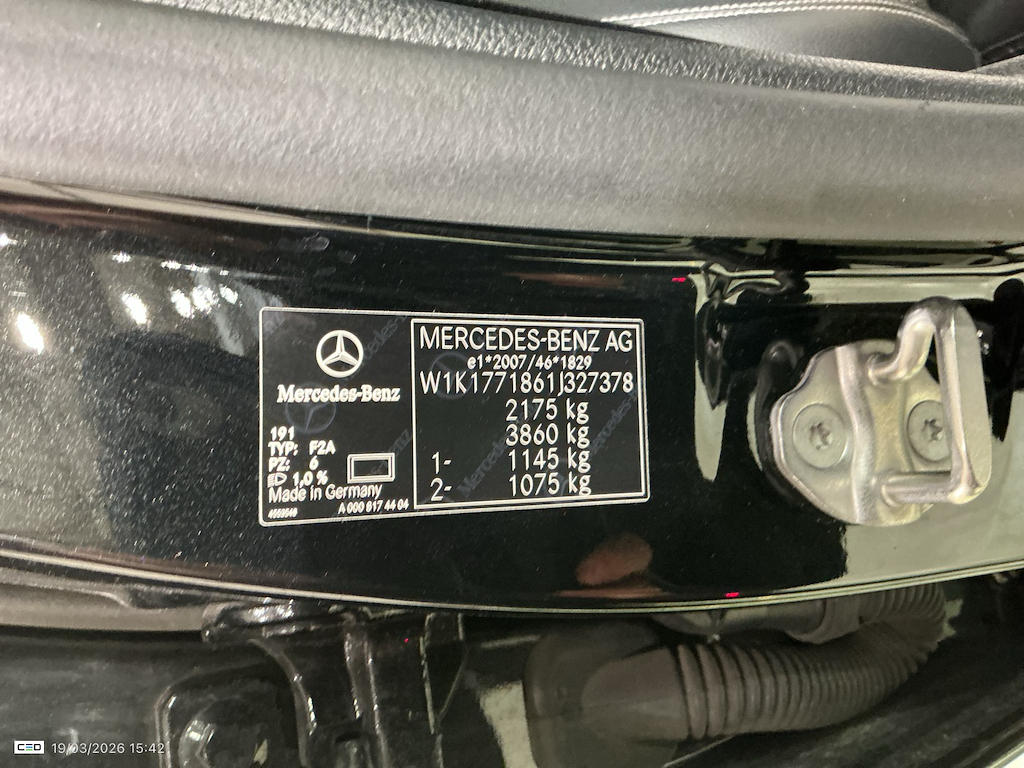 Mercedes-Benz
191
TYP: F2A
PZ: 6
1,0 %
Made in Germany
4553548 A 000 817 44 04
MERCEDES-BENZ AG
e1*2007/46*1829
W1K1771861J327378
2175 kg
3860 kg
1- 1145 kg
2- 1075 kg
CEO 19/03/2026 15:42